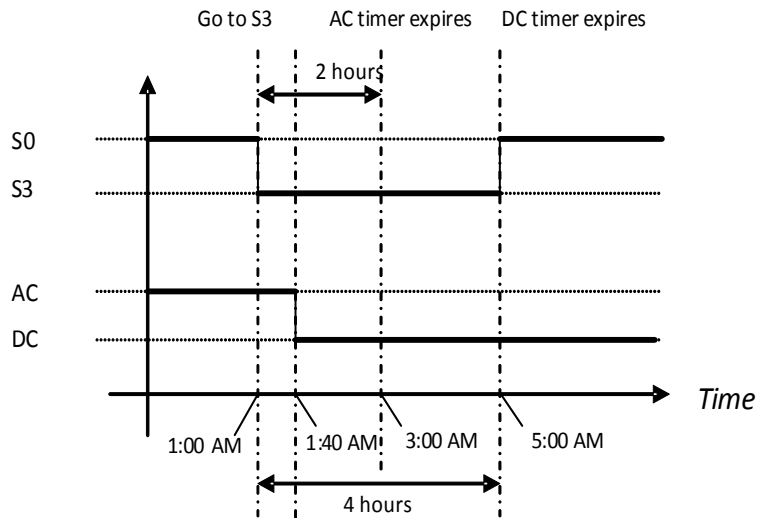 Go to S3 AC timer expires DC timer expires
2 hours
S0
S3
AC
DC
Time
1:00 AM 1:40 AM 3:00 AM 5:00 AM
4 hours